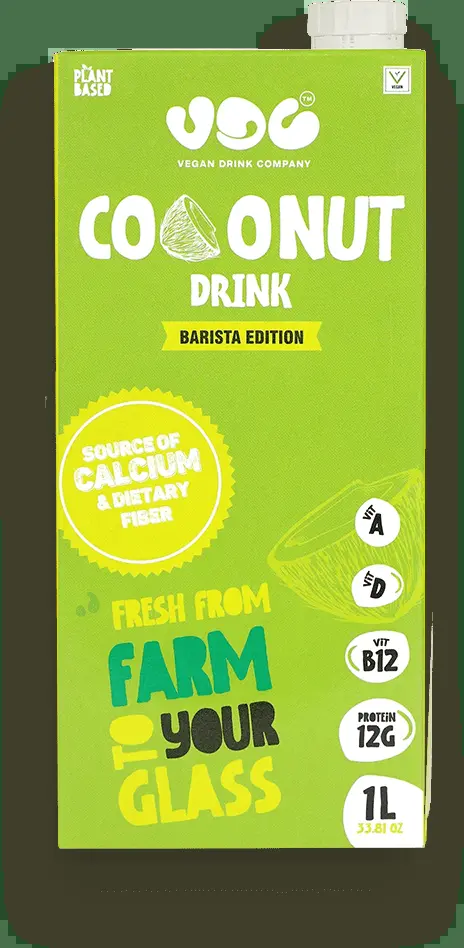 PLANT
BASED
VEGAN
VDC TM
VEGAN DRINK COMPANY
COCONUT
DRINK
BARISTA EDITION
SOURCE OF
CALCIUM
& DIETARY
FIBER
ViT
A
ViT
D
ViT
B12
PROTEiN
12G
1L
33.81 OZ
FRESH FROM
FARM
TO YOUR
GLASS